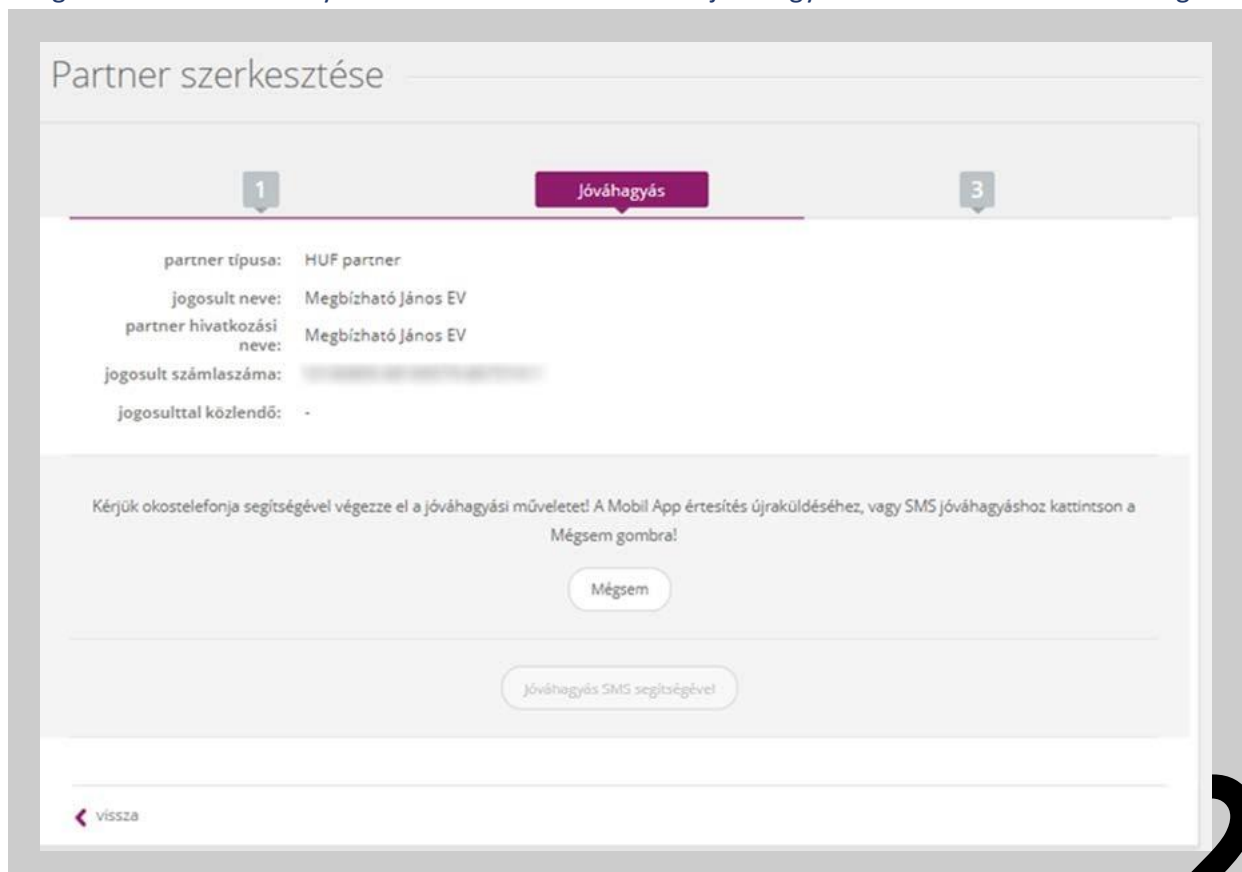 Partner szerkesztése
1
Jóváhagyás
3
partner típusa: HUF partner
jogosult neve: Megbízható János EV
partner hivatkozási
neve: Megbízható János EV
jogosult számlaszáma:
jogosulttal közlendő: -
Kérjük okostelefonja segítségével végezze el a jóváhagyási műveletet! A Mobil App értesítés újraküldéséhez, vagy SMS jóváhagyáshoz kattintson a
Mégsem gombra!
Mégsem
Jóváhagyás SMS segítségével
vissza